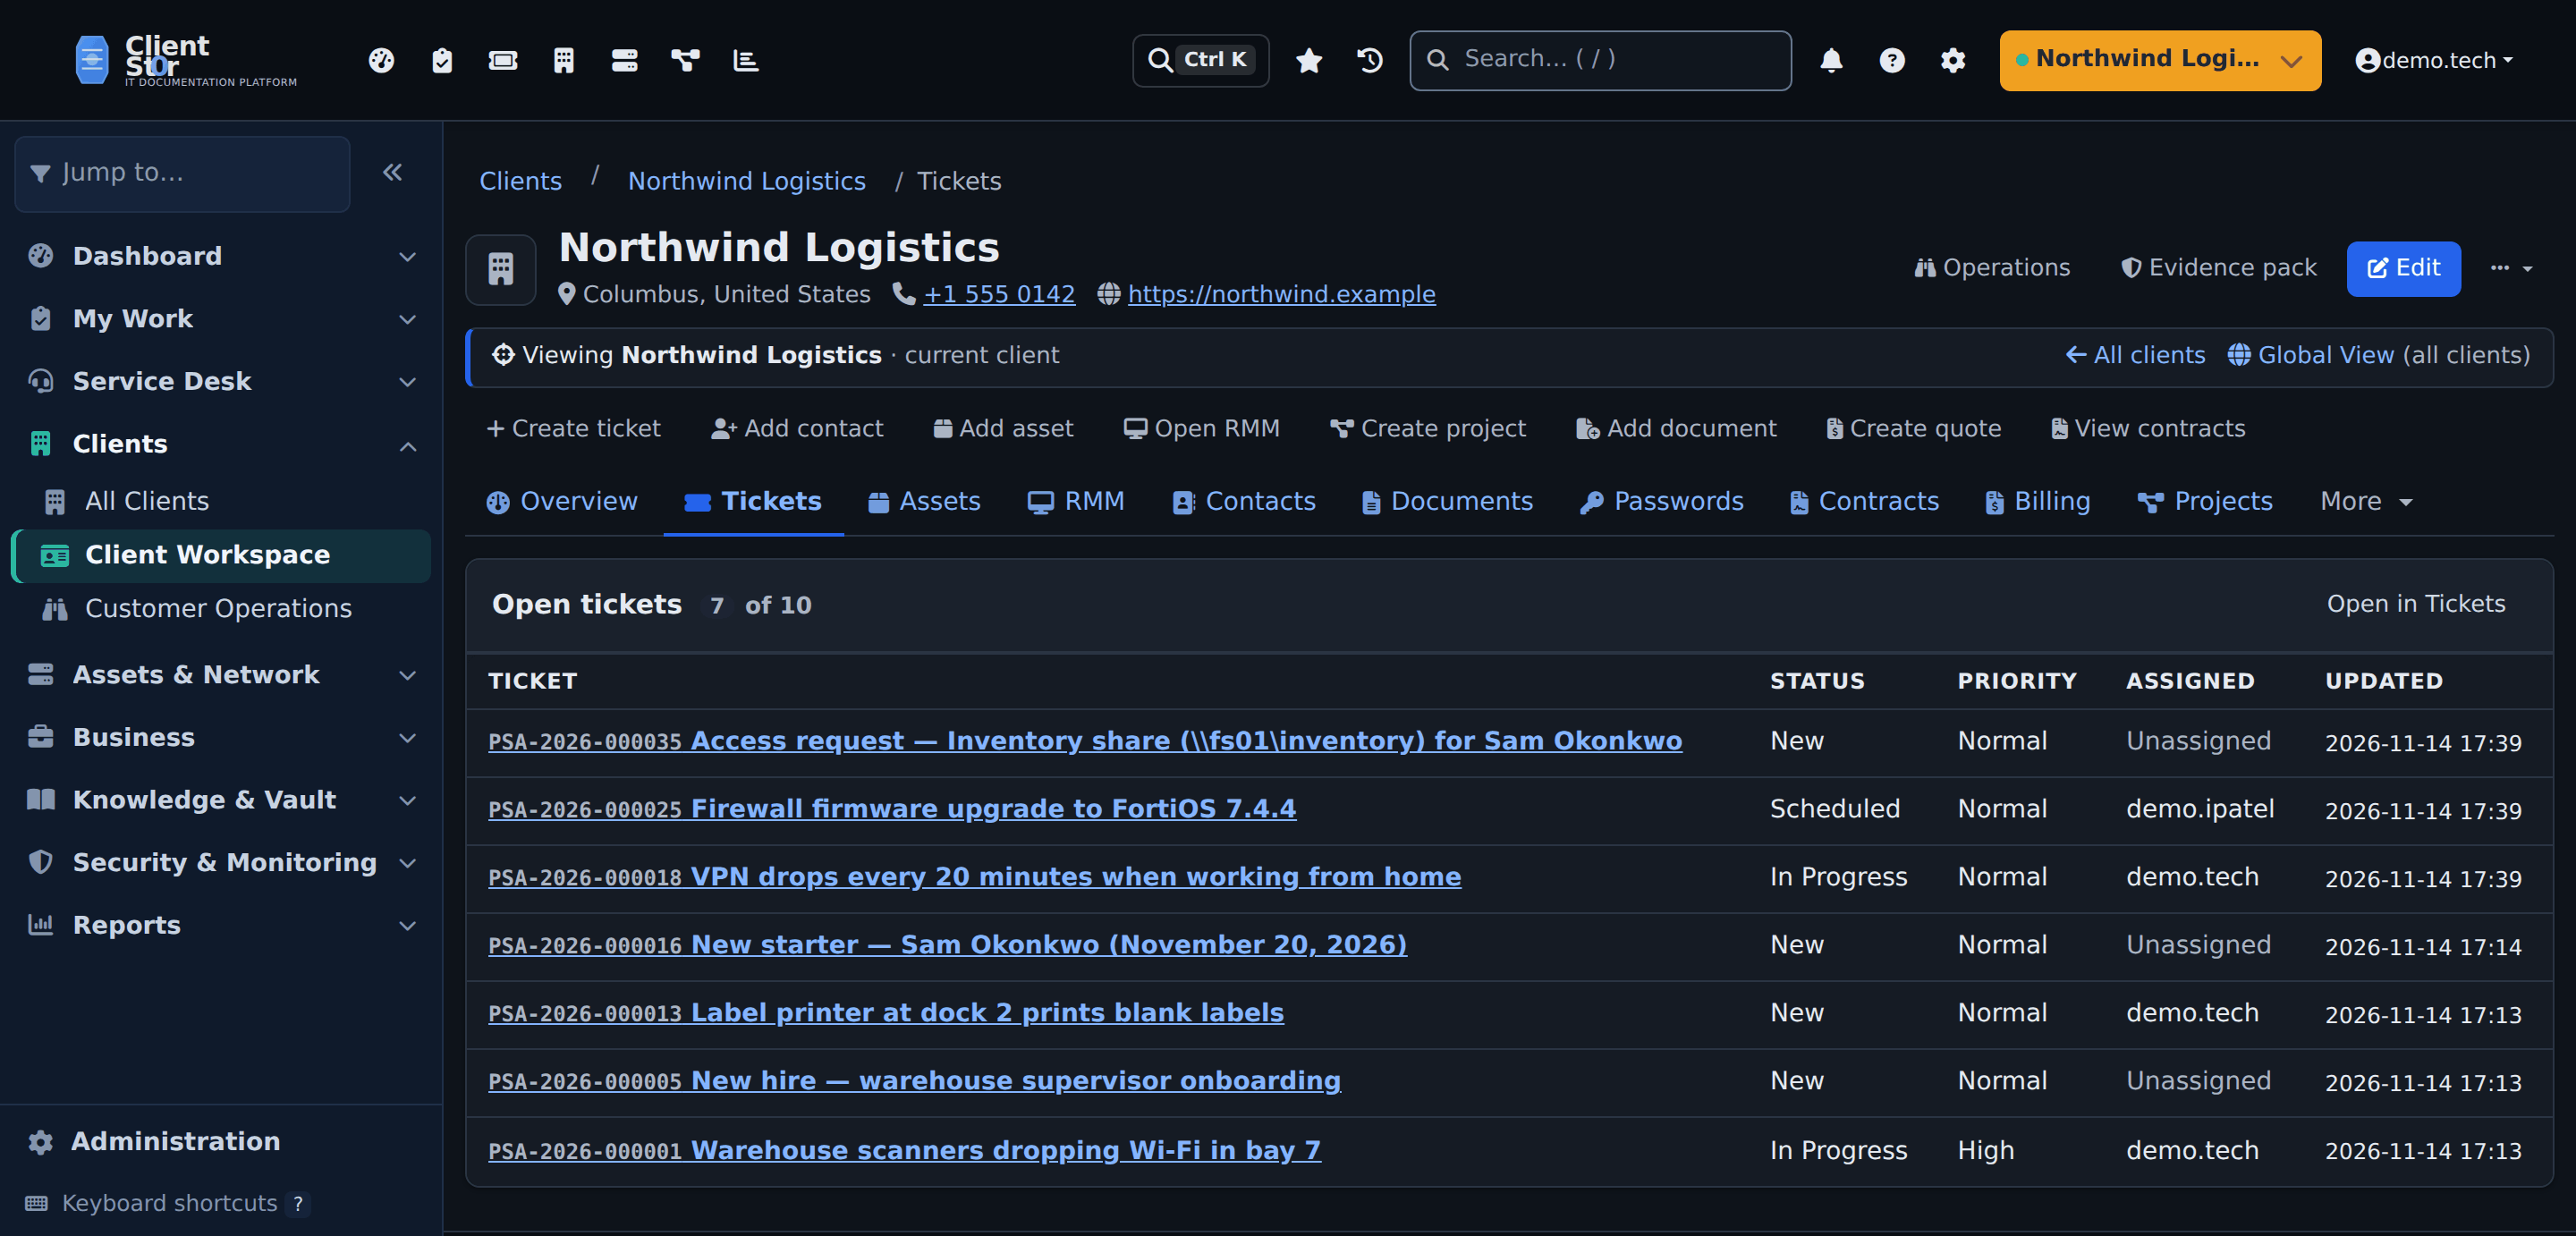 Client
St0r
IT DOCUMENTATION PLATFORM
Ctrl K
Search… ( / )
Northwind Logi…
demo.tech
Jump to…
Dashboard
My Work
Service Desk
Clients
All Clients
Client Workspace
Customer Operations
Assets & Network
Business
Knowledge & Vault
Security & Monitoring
Reports
Administration
Keyboard shortcuts ?
Clients / Northwind Logistics / Tickets
Northwind Logistics
Columbus, United States +1 555 0142 https://northwind.example
Operations Evidence pack Edit
Viewing Northwind Logistics · current client
All clients Global View (all clients)
Create ticket Add contact Add asset Open RMM Create project Add document Create quote View contracts
Overview Tickets Assets RMM Contacts Documents Passwords Contracts Billing Projects More
Open tickets 7 of 10
Open in Tickets
TICKET STATUS PRIORITY ASSIGNED UPDATED
PSA-2026-000035 Access request — Inventory share (\\fs01\inventory) for Sam Okonkwo New Normal Unassigned 2026-11-14 17:39
PSA-2026-000025 Firewall firmware upgrade to FortiOS 7.4.4 Scheduled Normal demo.ipatel 2026-11-14 17:39
PSA-2026-000018 VPN drops every 20 minutes when working from home In Progress Normal demo.tech 2026-11-14 17:39
PSA-2026-000016 New starter — Sam Okonkwo (November 20, 2026) New Normal Unassigned 2026-11-14 17:14
PSA-2026-000013 Label printer at dock 2 prints blank labels New Normal demo.tech 2026-11-14 17:13
PSA-2026-000005 New hire — warehouse supervisor onboarding New Normal Unassigned 2026-11-14 17:13
PSA-2026-000001 Warehouse scanners dropping Wi-Fi in bay 7 In Progress High demo.tech 2026-11-14 17:13